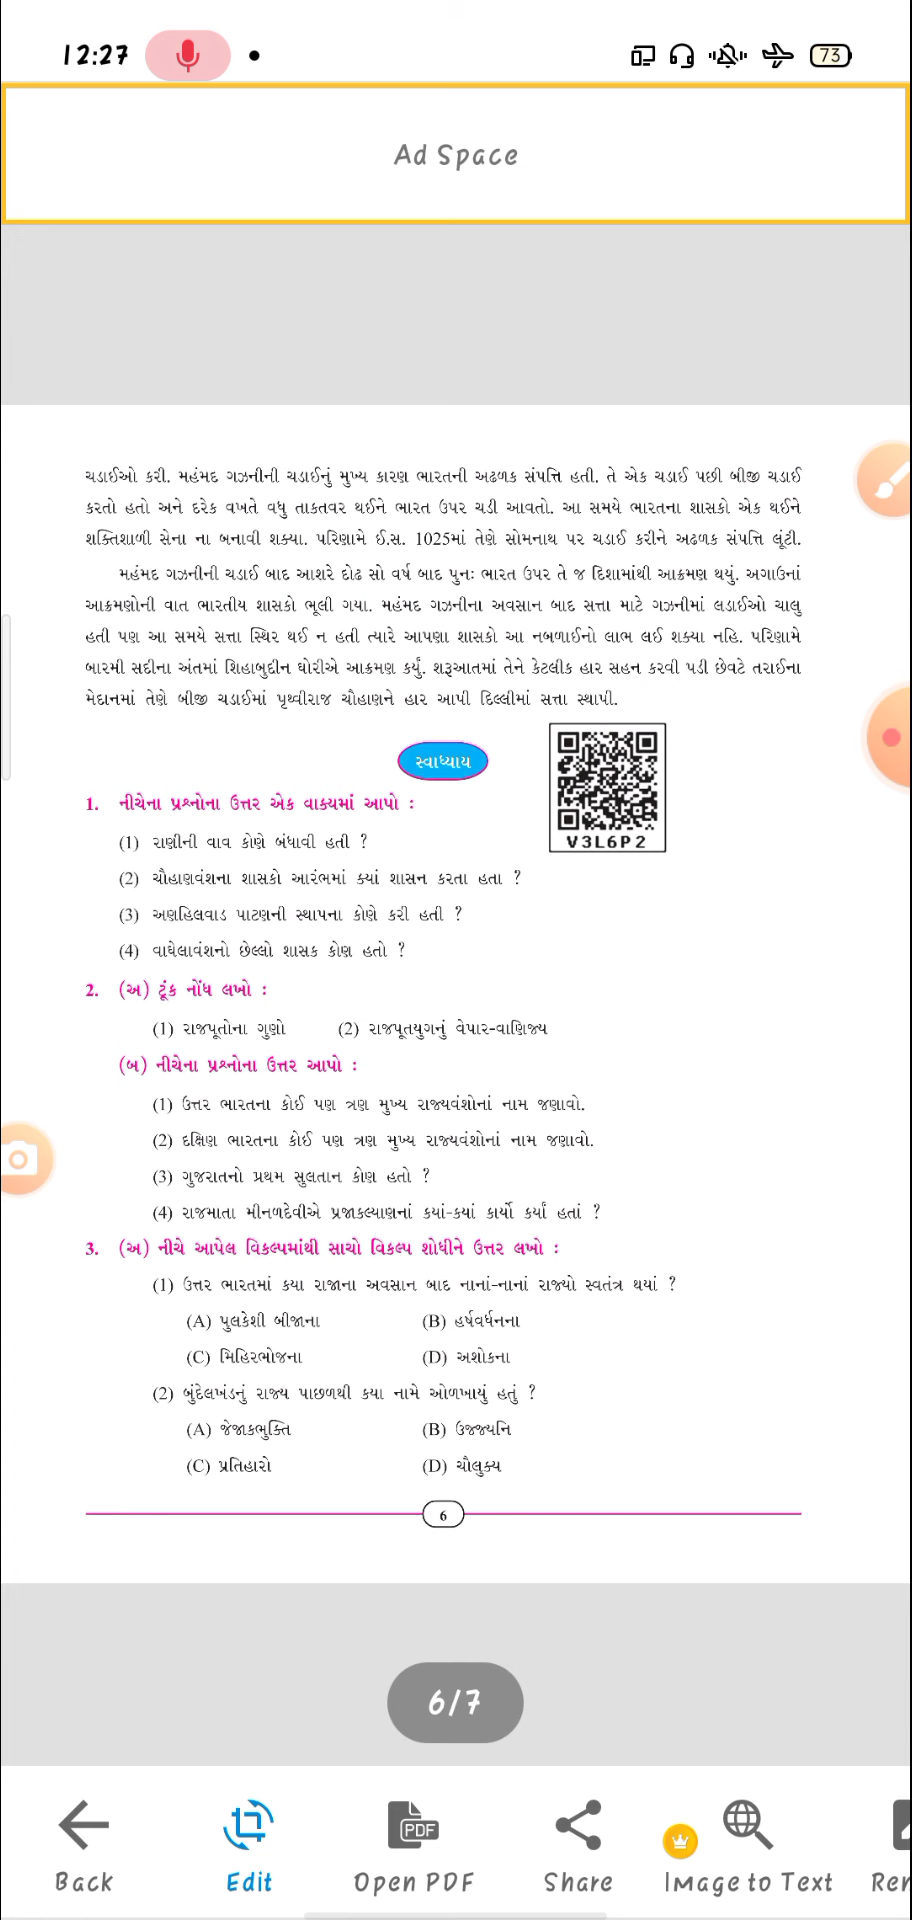 12:27
73
Ad Space
ચડાઈઓ કરી. મહંમદ ગઝનીની ચડાઈનું મુખ્ય કારણ ભારતની અઢળક સંપત્તિ હતી. તે એક ચડાઈ પછી બીજી ચડાઈ
કરતો હતો અને દરેક વખતે વધુ તાકતવર થઈને ભારત ઉપર ચડી આવતો. આ સમયે ભારતના શાસકો એક થઈને
શક્તિશાળી સેના ના બનાવી શક્યા. પરિણામે ઈ.સ. 1025માં તેણે સોમનાથ પર ચડાઈ કરીને અઢળક સંપત્તિ લૂંટી.
મહંમદ ગઝનીની ચડાઈ બાદ આશરે દોઢ સો વર્ષ બાદ પુનઃ ભારત ઉપર તે જ દિશામાંથી આક્રમણ થયું. અગાઉનાં
આક્રમણોની વાત ભારતીય શાસકો ભૂલી ગયા. મહંમદ ગઝનીના અવસાન બાદ સત્તા માટે ગઝનીમાં લડાઈઓ ચાલુ
હતી પણ આ સમયે સત્તા સ્થિર થઈ ન હતી ત્યારે આપણા શાસકો આ નબળાઈનો લાભ લઈ શક્યા નહિ. પરિણામે
બારમી સદીના અંતમાં શિહાબુદ્દીન ઘોરીએ આક્રમણ કર્યું. શરૂઆતમાં તેને કેટલીક હાર સહન કરવી પડી છેવટે તરાઈના
મેદાનમાં તેણે બીજી ચડાઈમાં પૃથ્વીરાજ ચૌહાણને હાર આપી દિલ્લીમાં સત્તા સ્થાપી.
સ્વાધ્યાય
V3L6P2
1. નીચેના પ્રશ્નોના ઉત્તર એક વાક્યમાં આપો :
(1) રાણીની વાવ કોણે બંધાવી હતી ?
(2) ચૌહાણવંશના શાસકો આરંભમાં ક્યાં શાસન કરતા હતા ?
(3) અણહિલવાડ પાટણની સ્થાપના કોણે કરી હતી ?
(4) વાઘેલાવંશનો છેલ્લો શાસક કોણ હતો ?
2. (અ) ટૂંક નોંધ લખો :
(1) રાજપૂતોના ગુણો (2) રાજપૂતયુગનું વેપાર-વાણિજ્ય
(બ) નીચેના પ્રશ્નોના ઉત્તર આપો :
(1) ઉત્તર ભારતના કોઈ પણ ત્રણ મુખ્ય રાજ્યવંશોનાં નામ જણાવો.
(2) દક્ષિણ ભારતના કોઈ પણ ત્રણ મુખ્ય રાજ્યવંશોનાં નામ જણાવો.
(3) ગુજરાતનો પ્રથમ સુલતાન કોણ હતો ?
(4) રાજમાતા મીનળદેવીએ પ્રજાકલ્યાણનાં કયાં-કયાં કાર્યો કર્યાં હતાં ?
3. (અ) નીચે આપેલ વિકલ્પમાંથી સાચો વિકલ્પ શોધીને ઉત્તર લખો :
(1) ઉત્તર ભારતમાં કયા રાજાના અવસાન બાદ નાનાં-નાનાં રાજ્યો સ્વતંત્ર થયાં ?
(A) પુલકેશી બીજાના (B) હર્ષવર્ધનના
(C) મિહિરભોજના (D) અશોકના
(2) બુંદેલખંડનું રાજ્ય પાછળથી કયા નામે ઓળખાયું હતું ?
(A) જેજાકભુક્તિ (B) ઉજ્જયનિ
(C) પ્રતિહારો (D) ચૌલુક્ય
6
6/7
PDF
Back Edit Open PDF Share Image to Text Ren